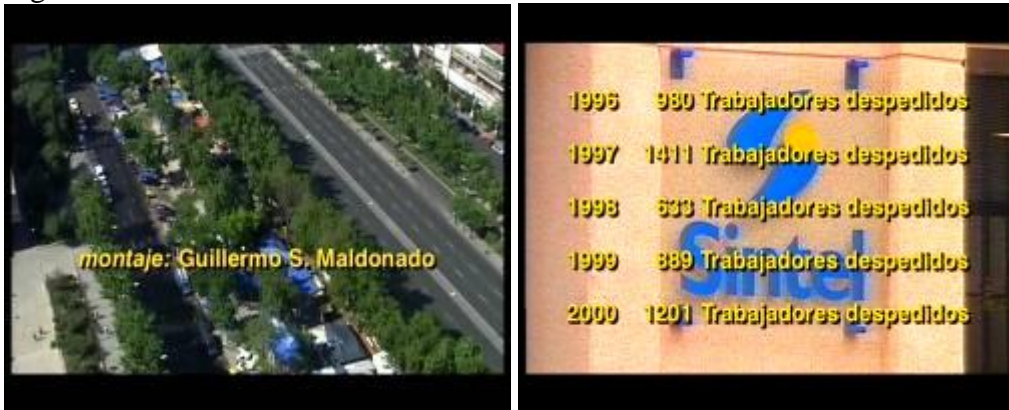 montaje: Guillermo S. Maldonado
1996 980 Trabajadores despedidos
1997 1411 Trabajadores despedidos
1998 633 Trabajadores despedidos
1999 889 Trabajadores despedidos
2000 1201 Trabajadores despedidos
Sintel